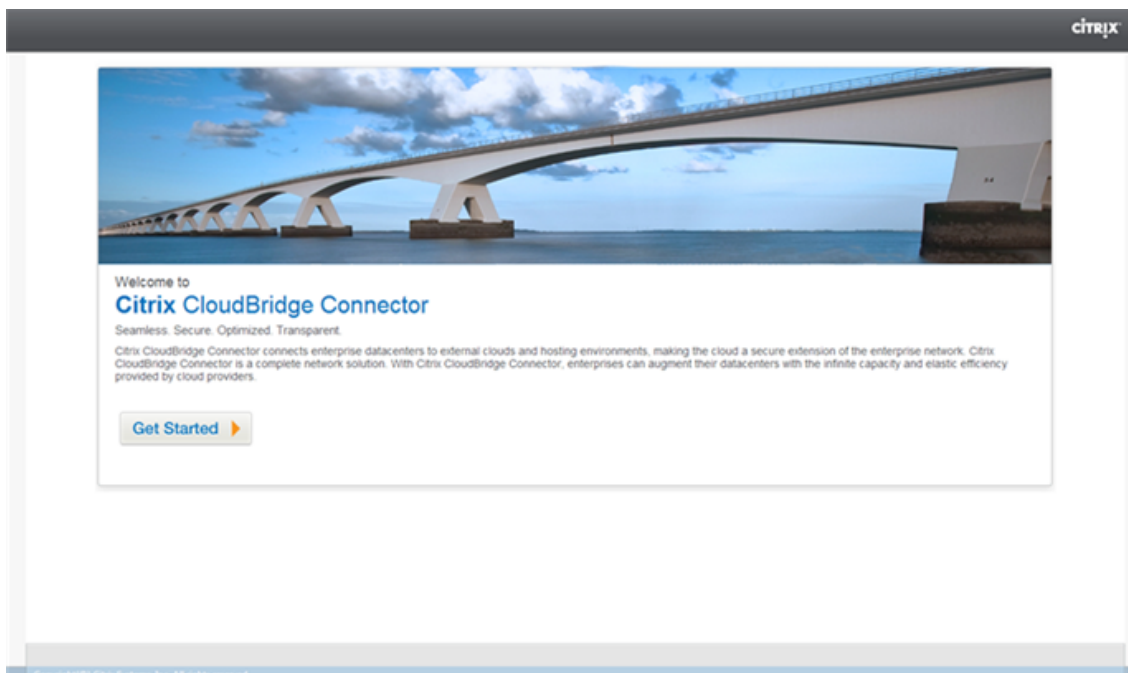 CİTRIX
Welcome to
Citrix CloudBridge Connector
Seamless. Secure. Optimized. Transparent.
Citrix CloudBridge Connector connects enterprise datacenters to external clouds and hosting environments, making the cloud a secure extension of the enterprise network. Citrix
CloudBridge Connector is a complete network solution. With Citrix CloudBridge Connector, enterprises can augment their datacenters with the infinite capacity and elastic efficiency
provided by cloud providers.
Get Started